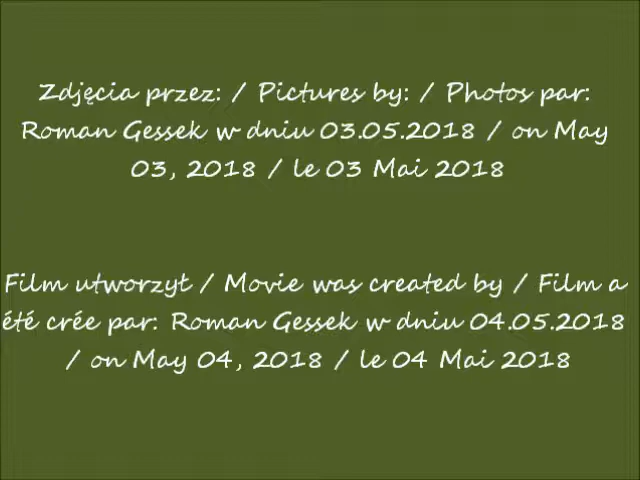 Zdjęcia przez: / Pictures by: / Photos par:
Roman Gessek w dniu 03.05.2018 / on May
03, 2018 / le 03 Mai 2018
Film utworzył / Movie was created by / Film a
été crée par: Roman Gessek w dniu 04.05.2018
/ on May 04, 2018 / le 04 Mai 2018